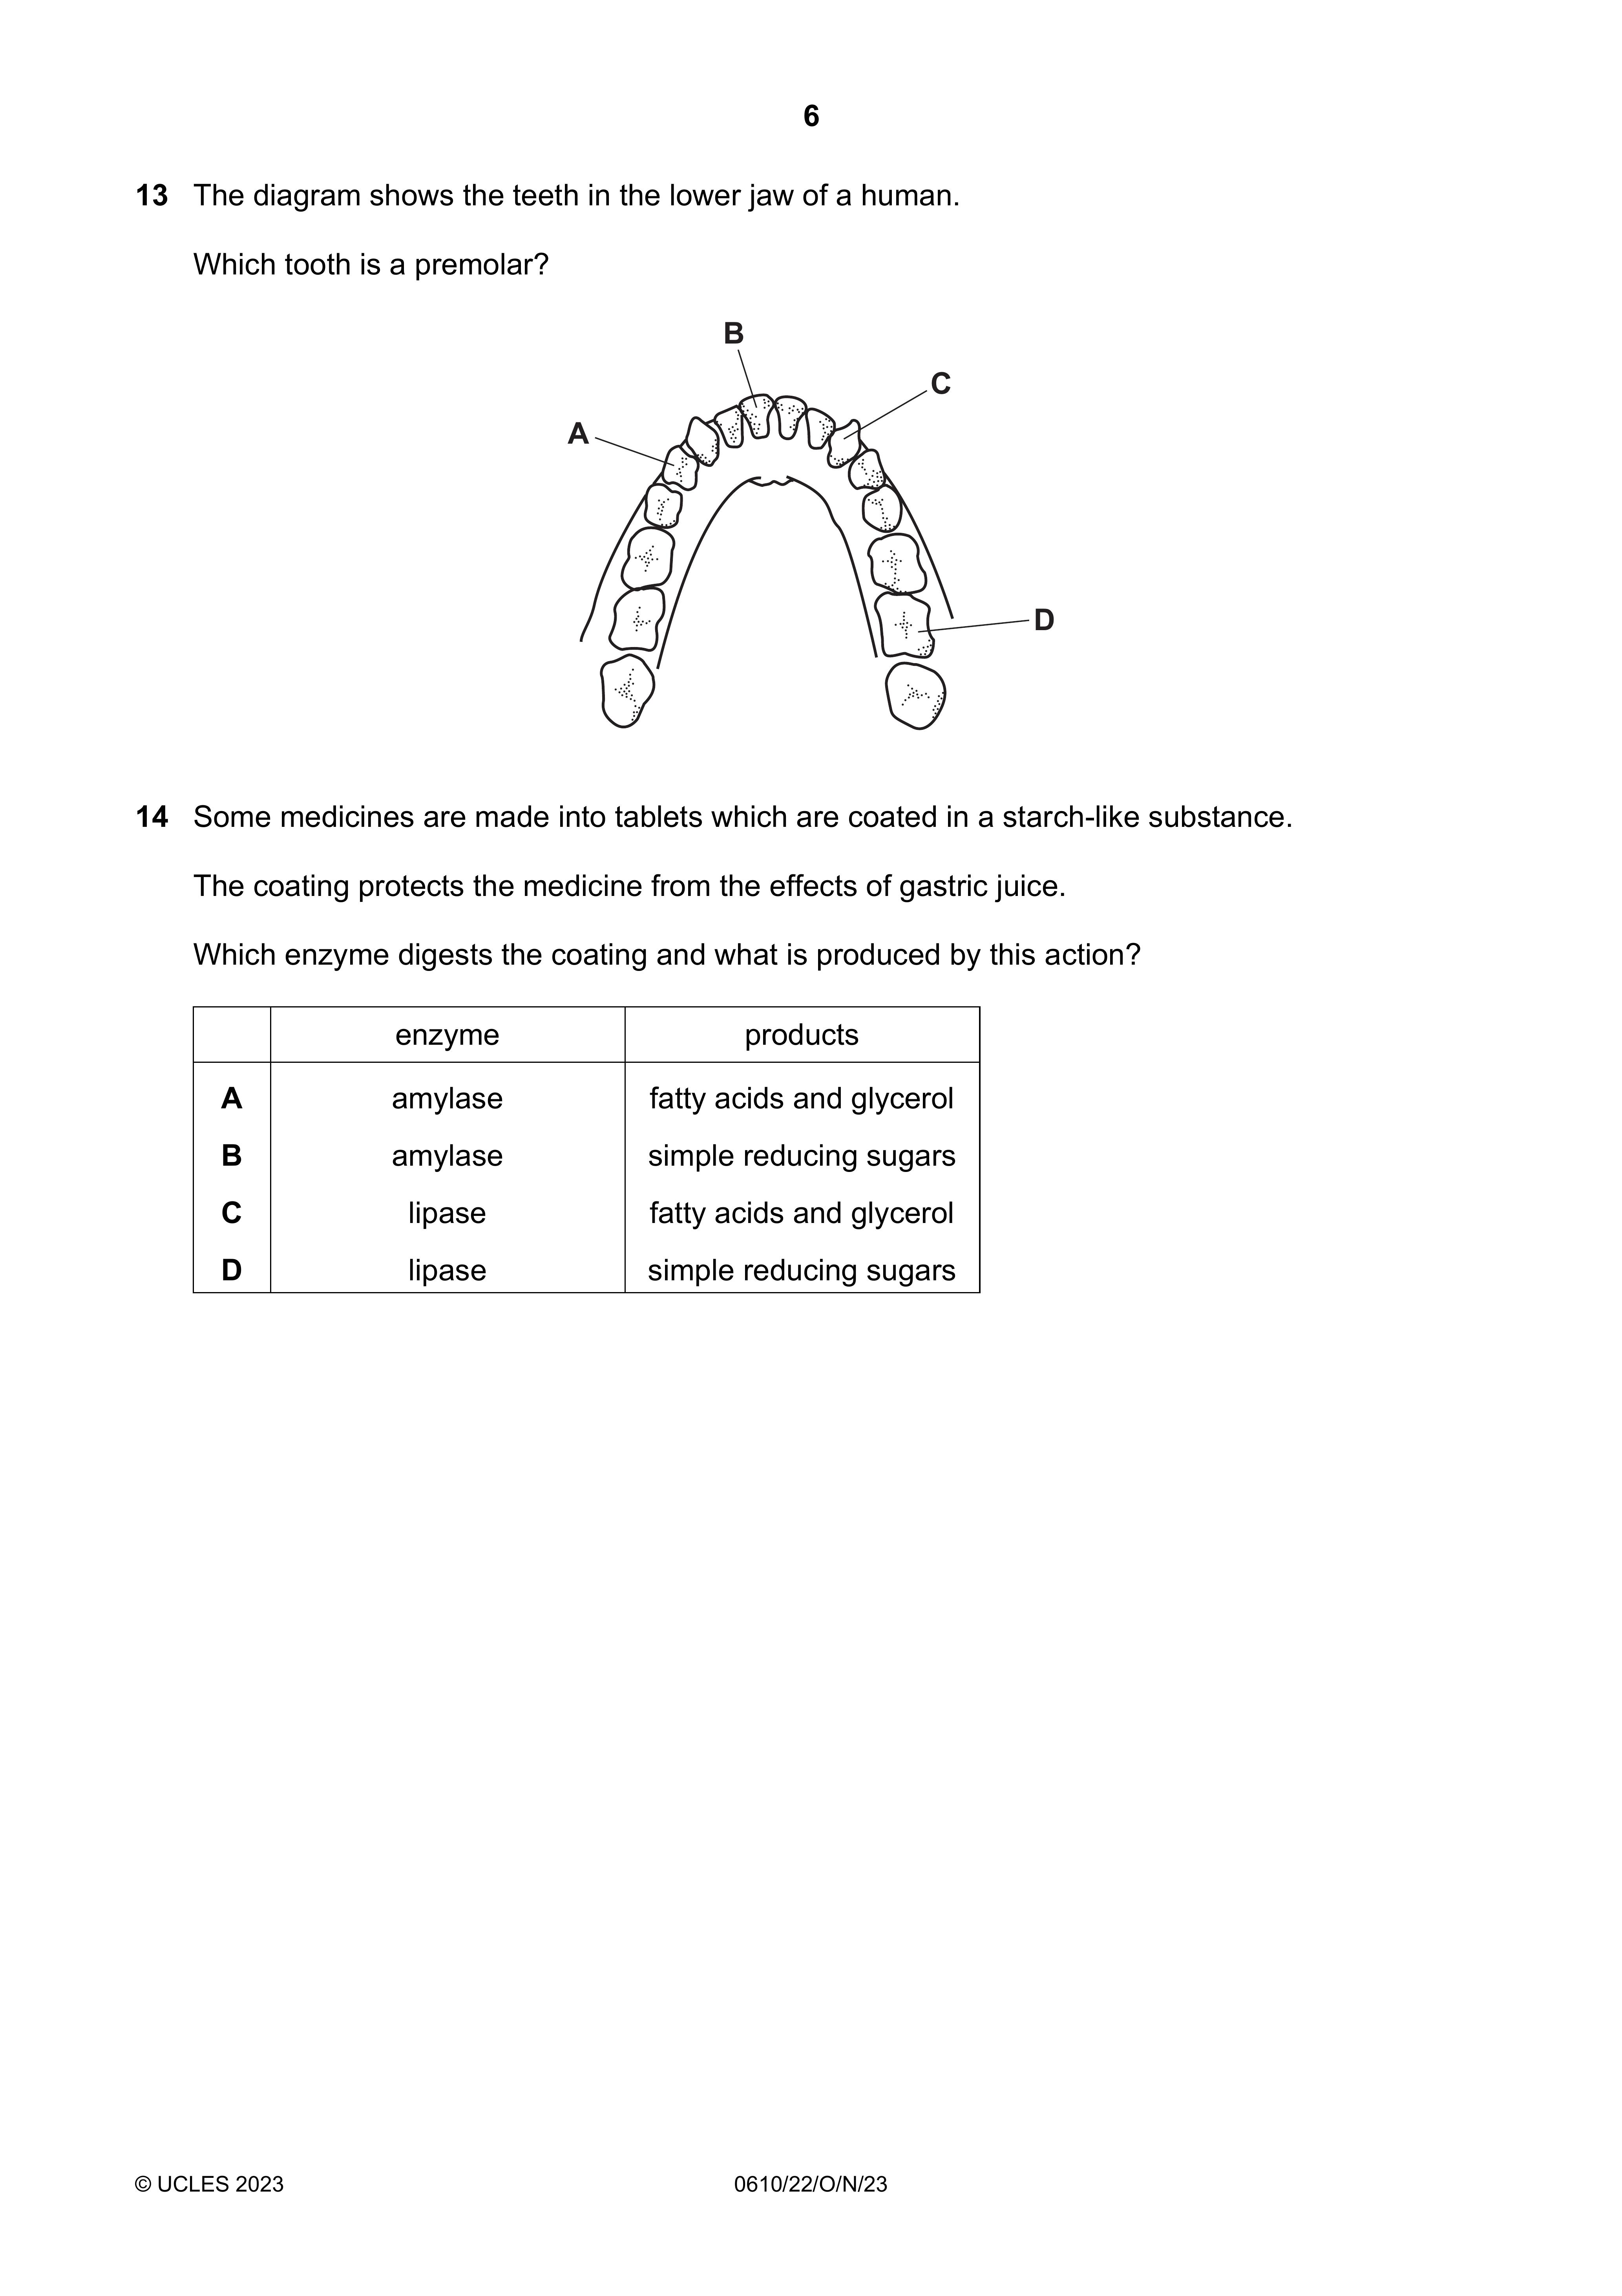 6
13 The diagram shows the teeth in the lower jaw of a human.
Which tooth is a premolar?
B
C
A
D
14 Some medicines are made into tablets which are coated in a starch-like substance.
The coating protects the medicine from the effects of gastric juice.
Which enzyme digests the coating and what is produced by this action?
enzyme products
A amylase fatty acids and glycerol
B amylase simple reducing sugars
C lipase fatty acids and glycerol
D lipase simple reducing sugars
© UCLES 2023 0610/22/O/N/23